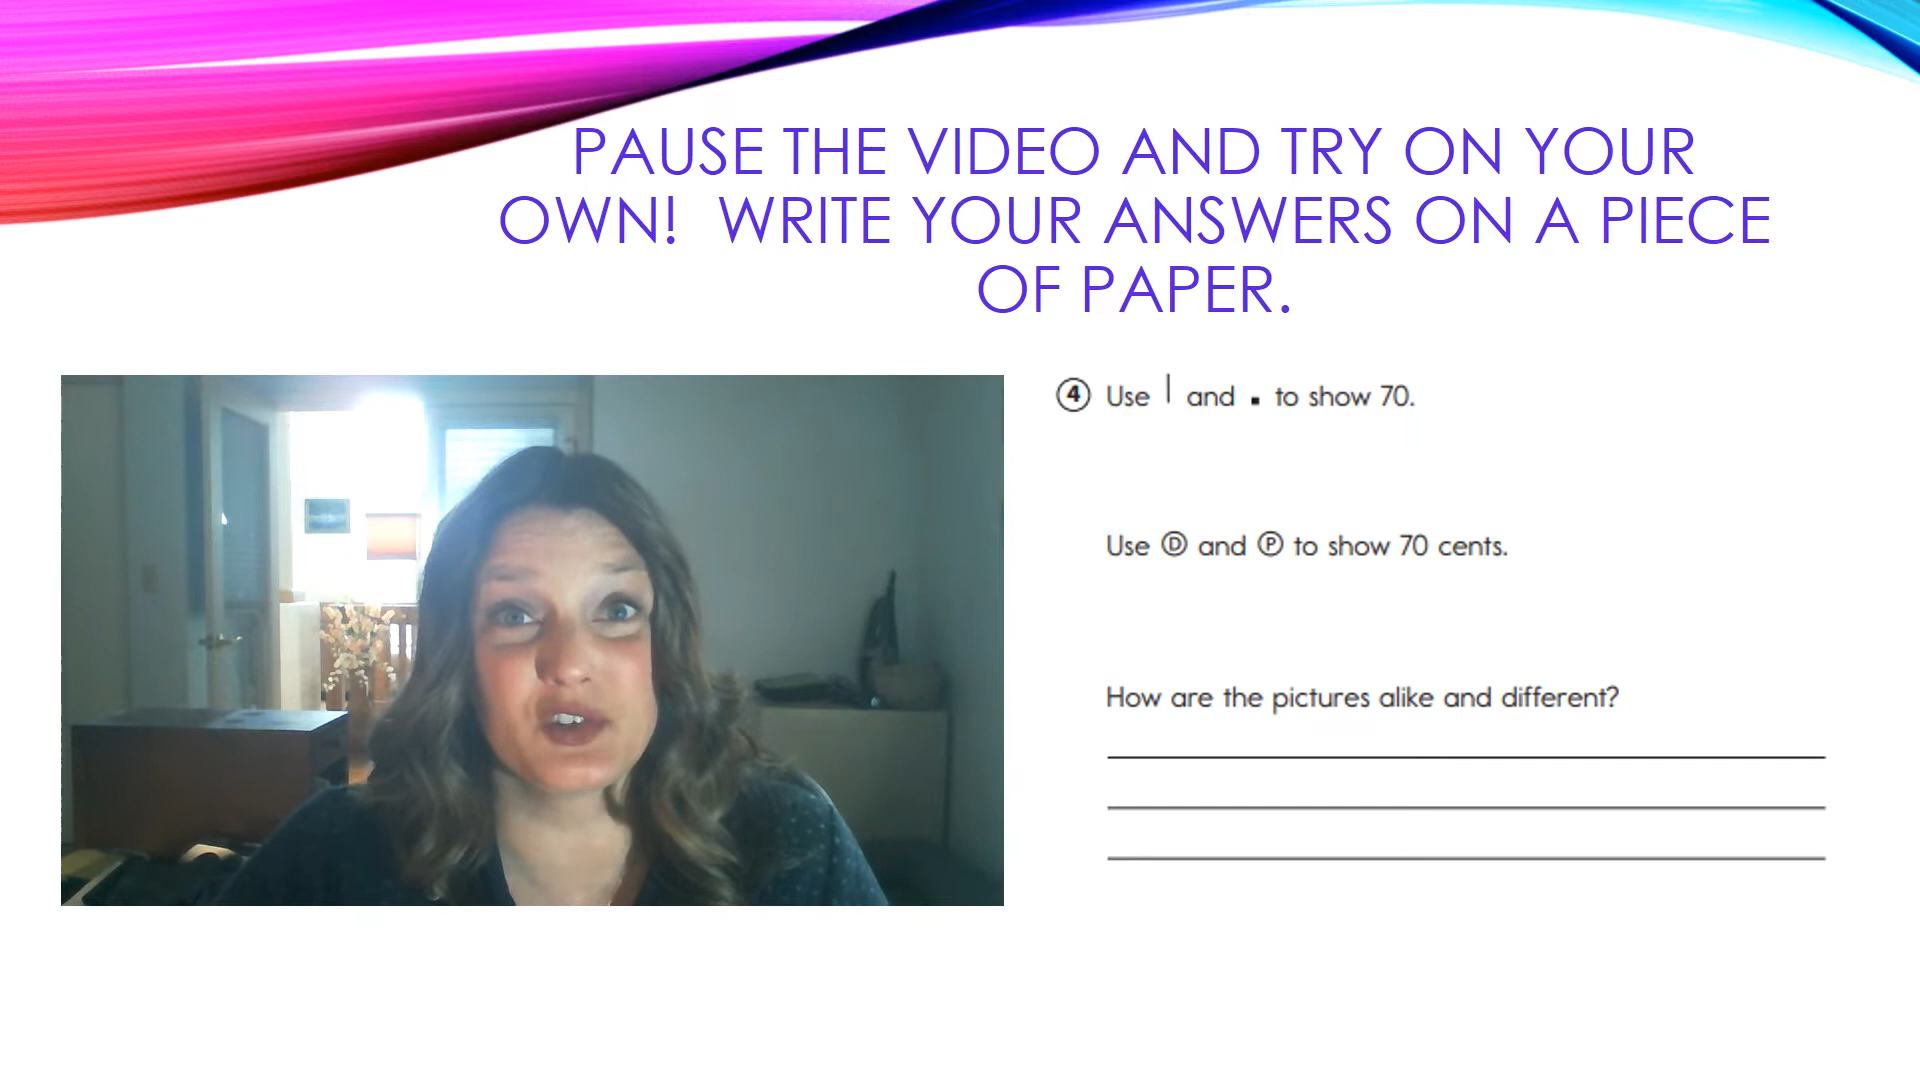 PAUSE THE VIDEO AND TRY ON YOUR
OWN!  WRITE YOUR ANSWERS ON A PIECE
OF PAPER.
④ Use | and ▪ to show 70.
Use Ⓓ and Ⓟ to show 70 cents.
How are the pictures alike and different?